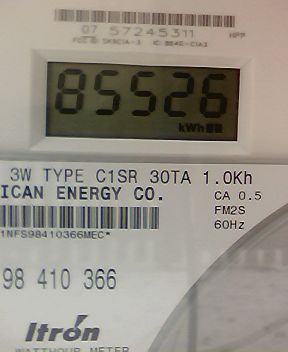 07 57245311
HPP
85526
kWh
3W TYPE C1SR 30TA 1.0Kh
ICAN ENERGY CO.
CA 0.5
FM2S
60Hz
1NFS98410366MEC*
98 410 366
Itron
WATTHOUR METER